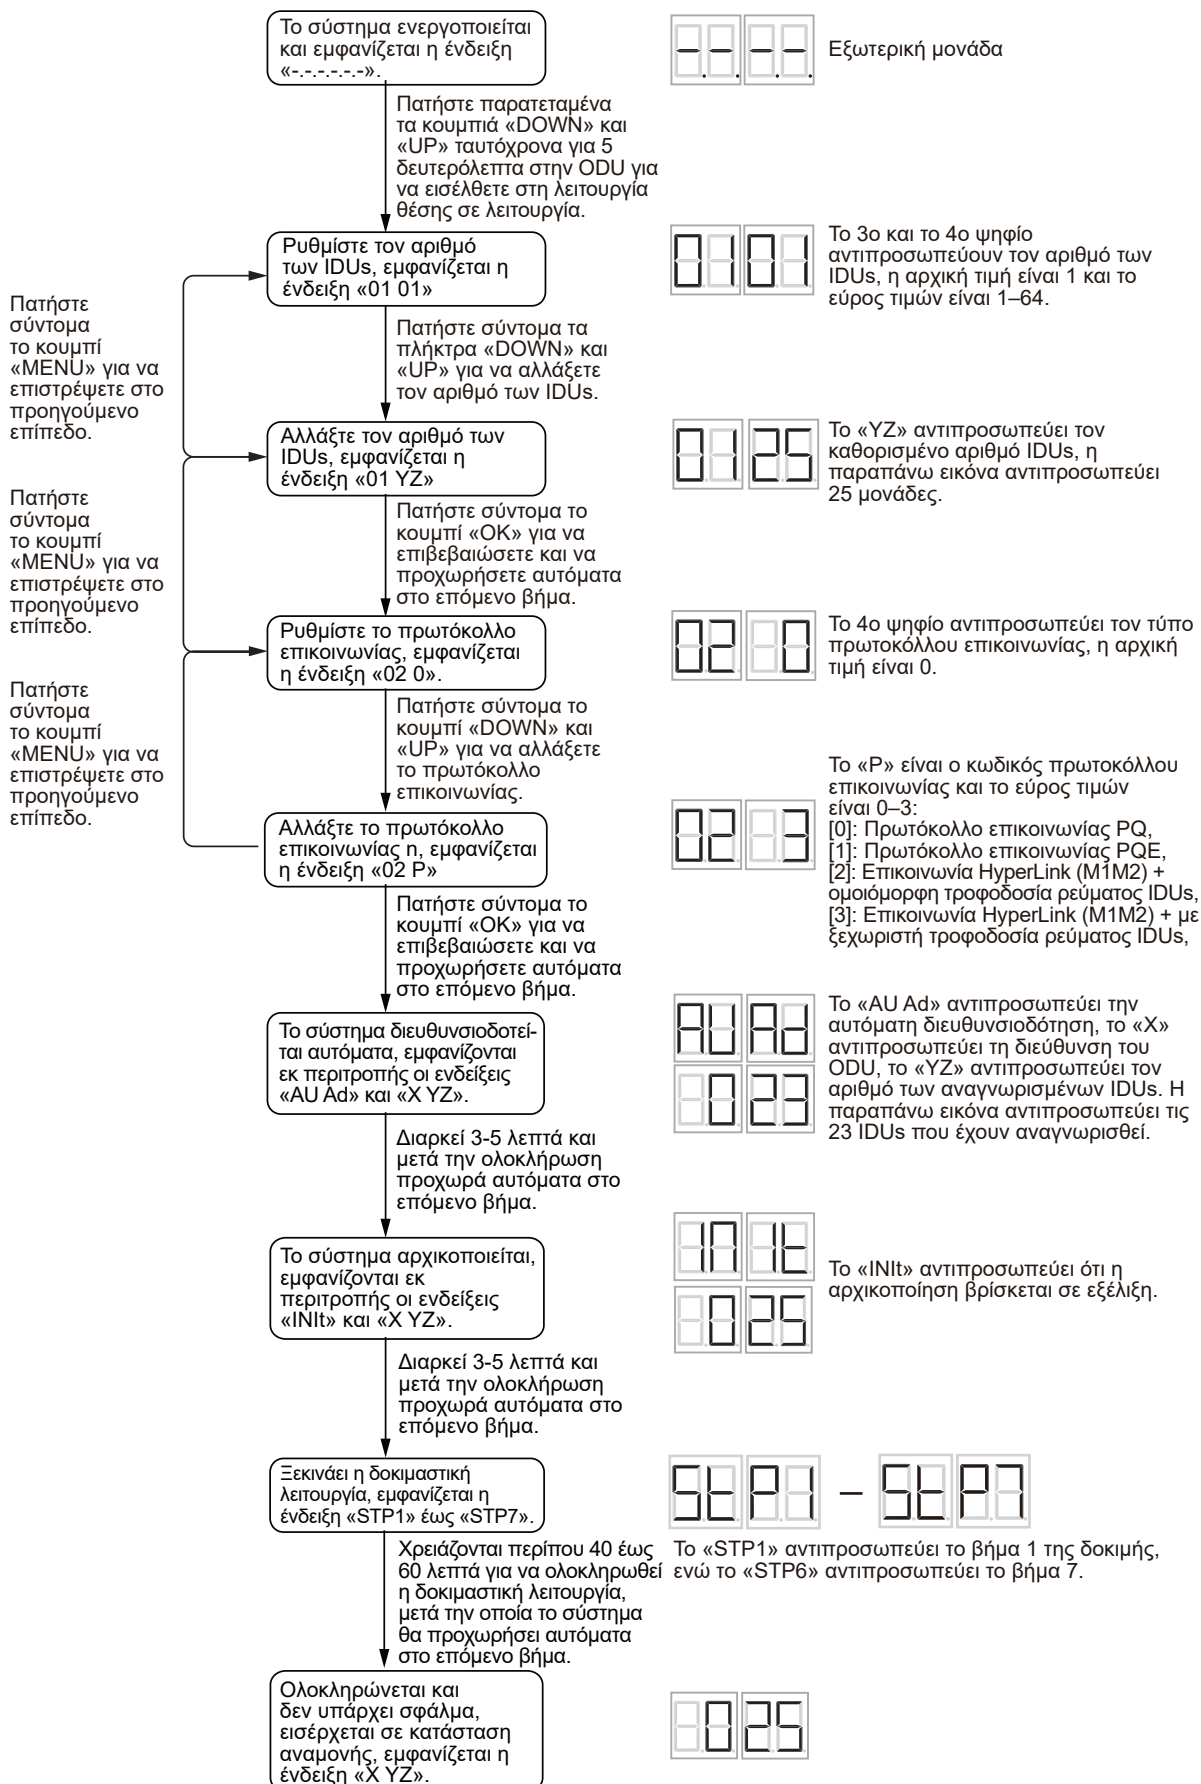 Το σύστημα ενεργοποιείται
και εμφανίζεται η ένδειξη
«-.-.-.-.-.-».
-.-. -.-.
Εξωτερική μονάδα
Πατήστε παρατεταμένα
τα κουμπιά «DOWN» και
«UP» ταυτόχρονα για 5
δευτερόλεπτα στην ODU για
να εισέλθετε στη λειτουργία
θέσης σε λειτουργία.
Ρυθμίστε τον αριθμό
των IDUs, εμφανίζεται η
ένδειξη «01 01»
01 01
Το 3ο και το 4ο ψηφίο
αντιπροσωπεύουν τον αριθμό των
IDUs, η αρχική τιμή είναι 1 και το
εύρος τιμών είναι 1–64.
Πατήστε
σύντομα
το κουμπί
«MENU» για να
επιστρέψετε στο
προηγούμενο
επίπεδο.
Πατήστε σύντομα τα
πλήκτρα «DOWN» και
«UP» για να αλλάξετε
τον αριθμό των IDUs.
Αλλάξτε τον αριθμό των
IDUs, εμφανίζεται η
ένδειξη «01 YZ»
01 25
Το «YZ» αντιπροσωπεύει τον
καθορισμένο αριθμό IDUs, η
παραπάνω εικόνα αντιπροσωπεύει
25 μονάδες.
Πατήστε
σύντομα
το κουμπί
«MENU» για να
επιστρέψετε στο
προηγούμενο
επίπεδο.
Πατήστε σύντομα το
κουμπί «OK» για να
επιβεβαιώσετε και να
προχωρήσετε αυτόματα
στο επόμενο βήμα.
Ρυθμίστε το πρωτόκολλο
επικοινωνίας, εμφανίζεται
η ένδειξη «02 0».
02 0
Το 4ο ψηφίο αντιπροσωπεύει τον τύπο
πρωτοκόλλου επικοινωνίας, η αρχική
τιμή είναι 0.
Πατήστε
σύντομα
το κουμπί
«MENU» για να
επιστρέψετε στο
προηγούμενο
επίπεδο.
Πατήστε σύντομα το
κουμπί «DOWN» και
«UP» για να αλλάξετε
το πρωτόκολλο
επικοινωνίας.
Αλλάξτε το πρωτόκολλο
επικοινωνίας n, εμφανίζεται
η ένδειξη «02 P»
02 3
Το «P» είναι ο κωδικός πρωτοκόλλου
επικοινωνίας και το εύρος τιμών
είναι 0–3:
[0]: Πρωτόκολλο επικοινωνίας PQ,
[1]: Πρωτόκολλο επικοινωνίας PQE,
[2]: Επικοινωνία HyperLink (M1M2) +
ομοιόμορφη τροφοδοσία ρεύματος IDUs,
[3]: Επικοινωνία HyperLink (M1M2) + με
ξεχωριστή τροφοδοσία ρεύματος IDUs,
Πατήστε σύντομα το
κουμπί «OK» για να
επιβεβαιώσετε και να
προχωρήσετε αυτόματα
στο επόμενο βήμα.
Το σύστημα διευθυνσιοδοτεί-
ται αυτόματα, εμφανίζονται
εκ περιτροπής οι ενδείξεις
«AU Ad» και «X YZ».
AU Ad
0 23
Το «AU Ad» αντιπροσωπεύει την
αυτόματη διευθυνσιοδότηση, το «X»
αντιπροσωπεύει τη διεύθυνση του
ODU, το «YZ» αντιπροσωπεύει τον
αριθμό των αναγνωρισμένων IDUs. Η
παραπάνω εικόνα αντιπροσωπεύει τις
23 IDUs που έχουν αναγνωρισθεί.
Διαρκεί 3-5 λεπτά και
μετά την ολοκλήρωση
προχωρά αυτόματα στο
επόμενο βήμα.
Το σύστημα αρχικοποιείται,
εμφανίζονται εκ
περιτροπής οι ενδείξεις
«INIt» και «X YZ».
INIt
0 25
Το «INIt» αντιπροσωπεύει ότι η
αρχικοποίηση βρίσκεται σε εξέλιξη.
Διαρκεί 3-5 λεπτά και
μετά την ολοκλήρωση
προχωρά αυτόματα στο
επόμενο βήμα.
Ξεκινάει η δοκιμαστική
λειτουργία, εμφανίζεται η
ένδειξη «STP1» έως «STP7».
StP1 – StP7
Χρειάζονται περίπου 40 έως
60 λεπτά για να ολοκληρωθεί
η δοκιμαστική λειτουργία,
μετά την οποία το σύστημα
θα προχωρήσει αυτόματα
στο επόμενο βήμα.
Το «STP1» αντιπροσωπεύει το βήμα 1 της δοκιμής,
ενώ το «STP6» αντιπροσωπεύει το βήμα 7.
Ολοκληρώνεται και
δεν υπάρχει σφάλμα,
εισέρχεται σε κατάσταση
αναμονής, εμφανίζεται η
ένδειξη «X YZ».
0 25